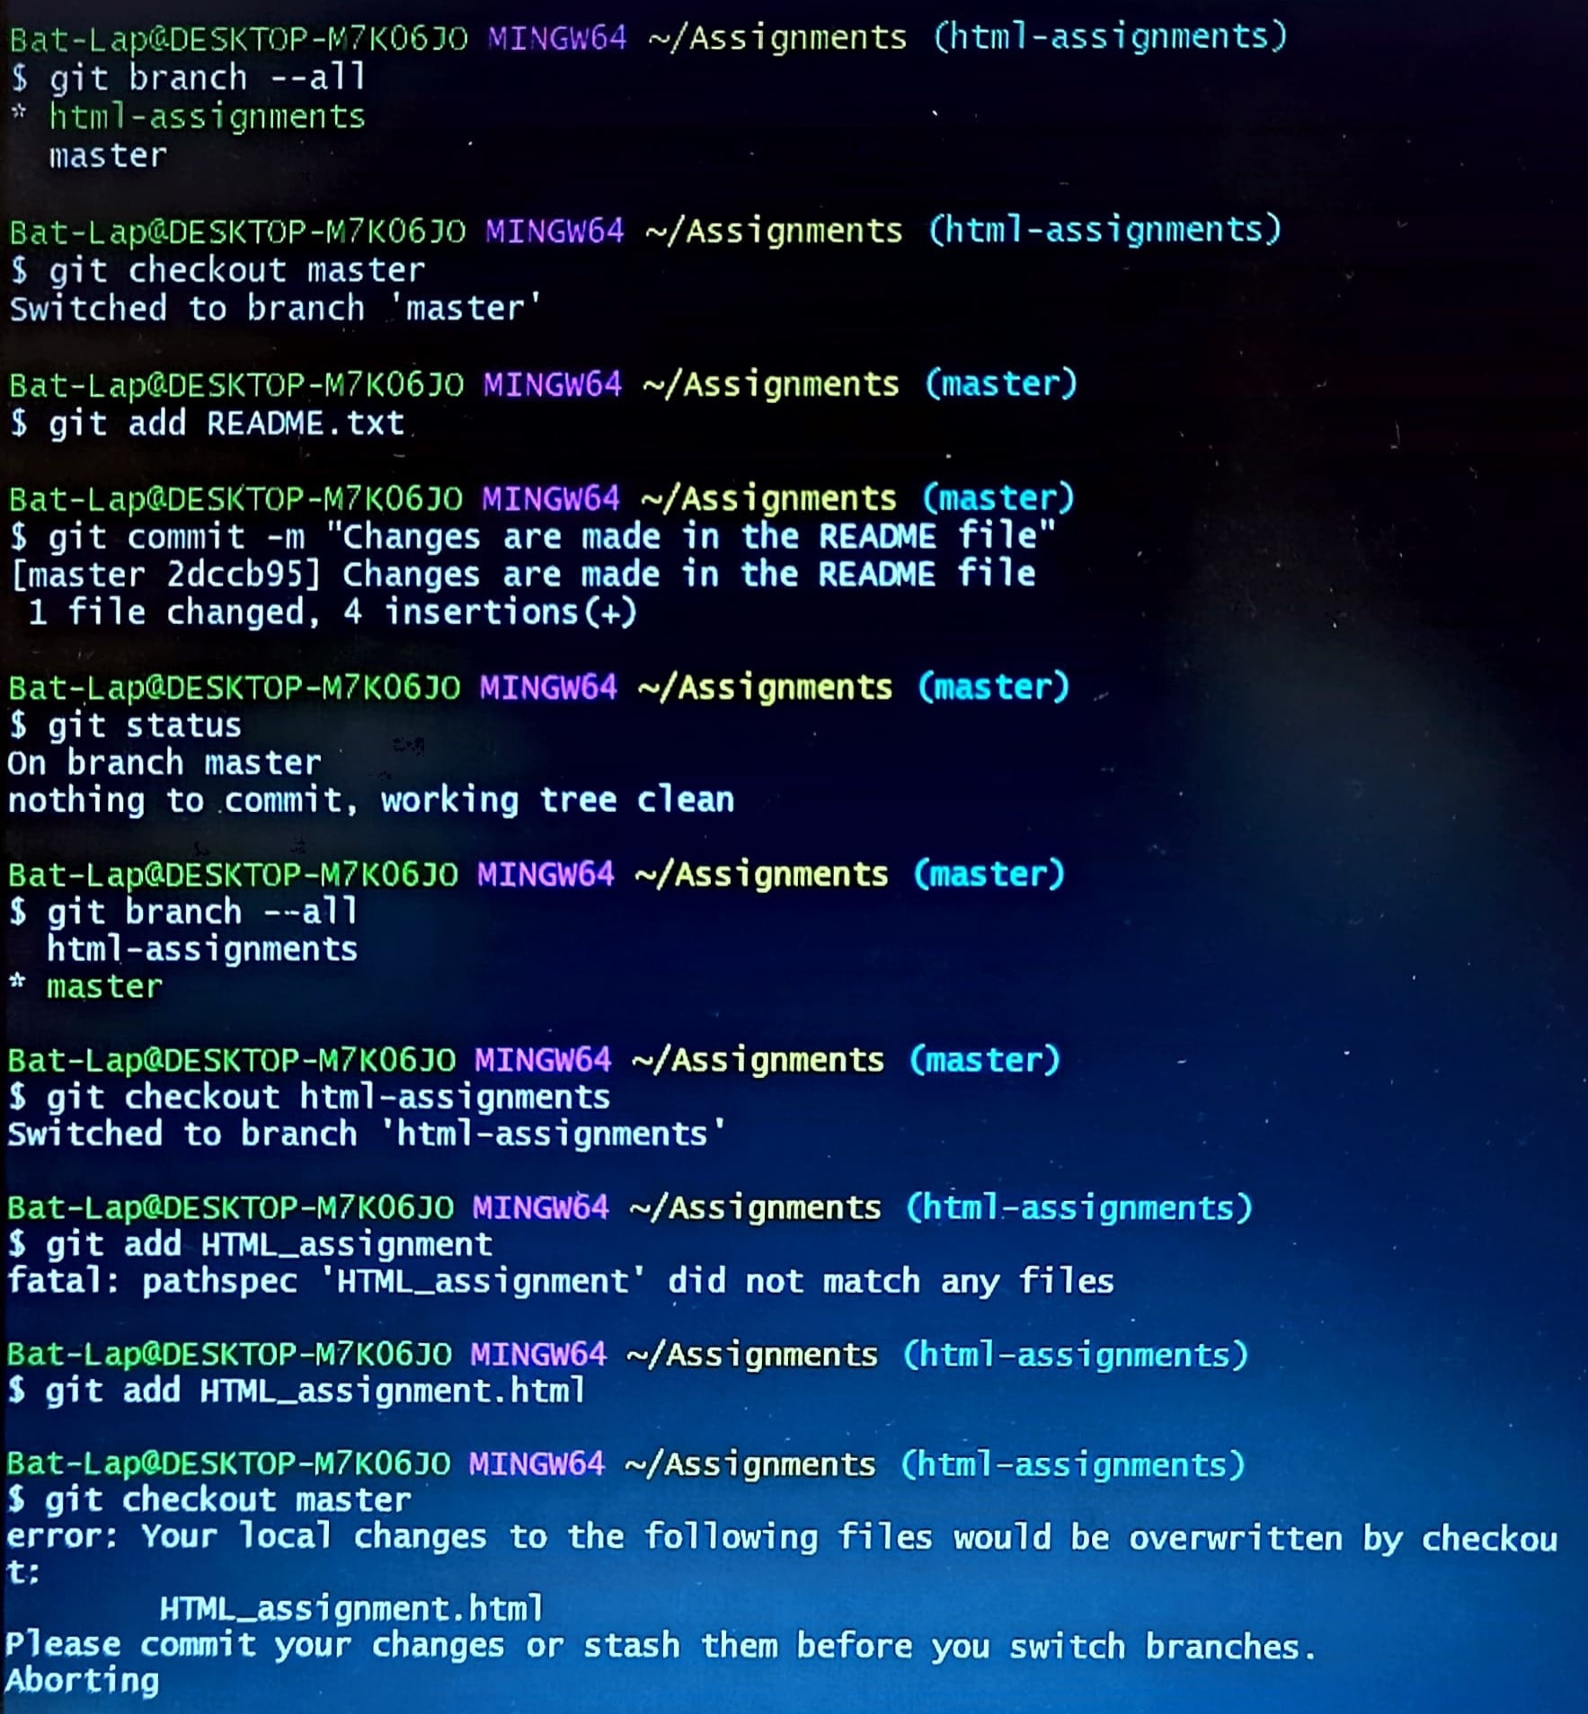 Bat-Lap@DESKTOP-M7K06JO MINGW64 ~/Assignments (html-assignments)
$ git branch --all
* html-assignments
  master

Bat-Lap@DESKTOP-M7K06JO MINGW64 ~/Assignments (html-assignments)
$ git checkout master
Switched to branch 'master'

Bat-Lap@DESKTOP-M7K06JO MINGW64 ~/Assignments (master)
$ git add README.txt

Bat-Lap@DESKTOP-M7K06JO MINGW64 ~/Assignments (master)
$ git commit -m "Changes are made in the README file"
[master 2dccb95] Changes are made in the README file
 1 file changed, 4 insertions(+)

Bat-Lap@DESKTOP-M7K06JO MINGW64 ~/Assignments (master)
$ git status
On branch master
nothing to commit, working tree clean

Bat-Lap@DESKTOP-M7K06JO MINGW64 ~/Assignments (master)
$ git branch --all
  html-assignments
* master

Bat-Lap@DESKTOP-M7K06JO MINGW64 ~/Assignments (master)
$ git checkout html-assignments
Switched to branch 'html-assignments'

Bat-Lap@DESKTOP-M7K06JO MINGW64 ~/Assignments (html-assignments)
$ git add HTML_assignment
fatal: pathspec 'HTML_assignment' did not match any files

Bat-Lap@DESKTOP-M7K06JO MINGW64 ~/Assignments (html-assignments)
$ git add HTML_assignment.html

Bat-Lap@DESKTOP-M7K06JO MINGW64 ~/Assignments (html-assignments)
$ git checkout master
error: Your local changes to the following files would be overwritten by checkou
t:
        HTML_assignment.html
Please commit your changes or stash them before you switch branches.
Aborting